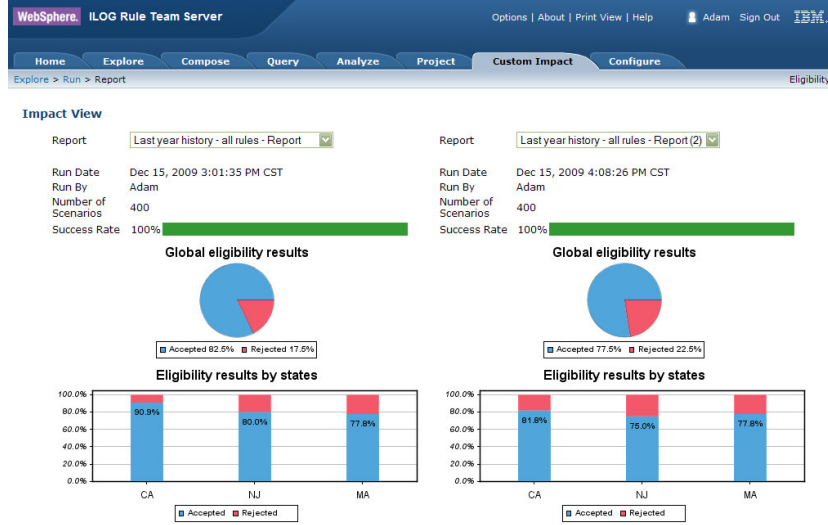 WebSphere. ILOG Rule Team Server
Options | About | Print View | Help Adam Sign Out IBM.
Home Explore Compose Query Analyze Project Custom Impact Configure
Explore > Run > Report Eligibility
Impact View
Report Last year history - all rules - Report
Run Date Dec 15, 2009 3:01:35 PM CST
Run By Adam
Number of
Scenarios 400
Success Rate 100%
Global eligibility results
Accepted 82.5% Rejected 17.5%
Eligibility results by states
100.0%
80.0%
60.0%
40.0%
20.0%
0.0%
90.9% 80.0% 77.8%
CA NJ MA
Accepted Rejected
Report Last year history - all rules - Report (2)
Run Date Dec 15, 2009 4:08:26 PM CST
Run By Adam
Number of
Scenarios 400
Success Rate 100%
Global eligibility results
Accepted 77.5% Rejected 22.5%
Eligibility results by states
100.0%
80.0%
60.0%
40.0%
20.0%
0.0%
81.8% 75.0% 77.8%
CA NJ MA
Accepted Rejected